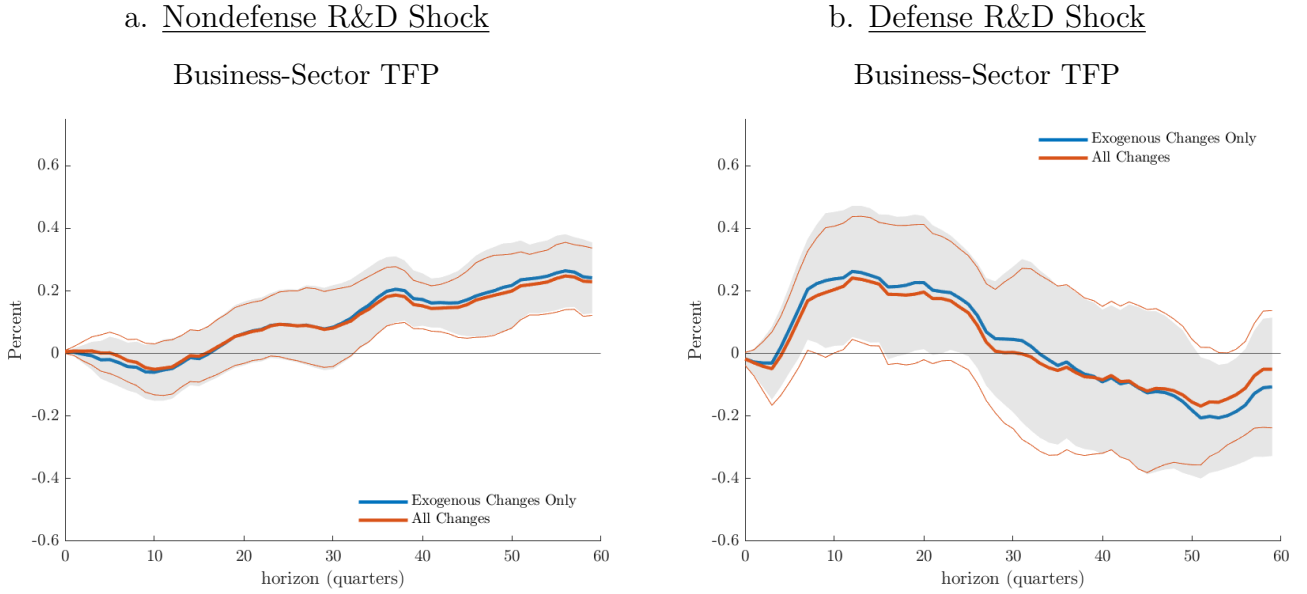 a. Nondefense R&D Shock
Business-Sector TFP
Percent
0.6
0.4
0.2
0
-0.2
-0.4
-0.6
Exogenous Changes Only
All Changes
0 10 20 30 40 50 60
horizon (quarters)
b. Defense R&D Shock
Business-Sector TFP
Percent
0.6
0.4
0.2
0
-0.2
-0.4
-0.6
Exogenous Changes Only
All Changes
0 10 20 30 40 50 60
horizon (quarters)